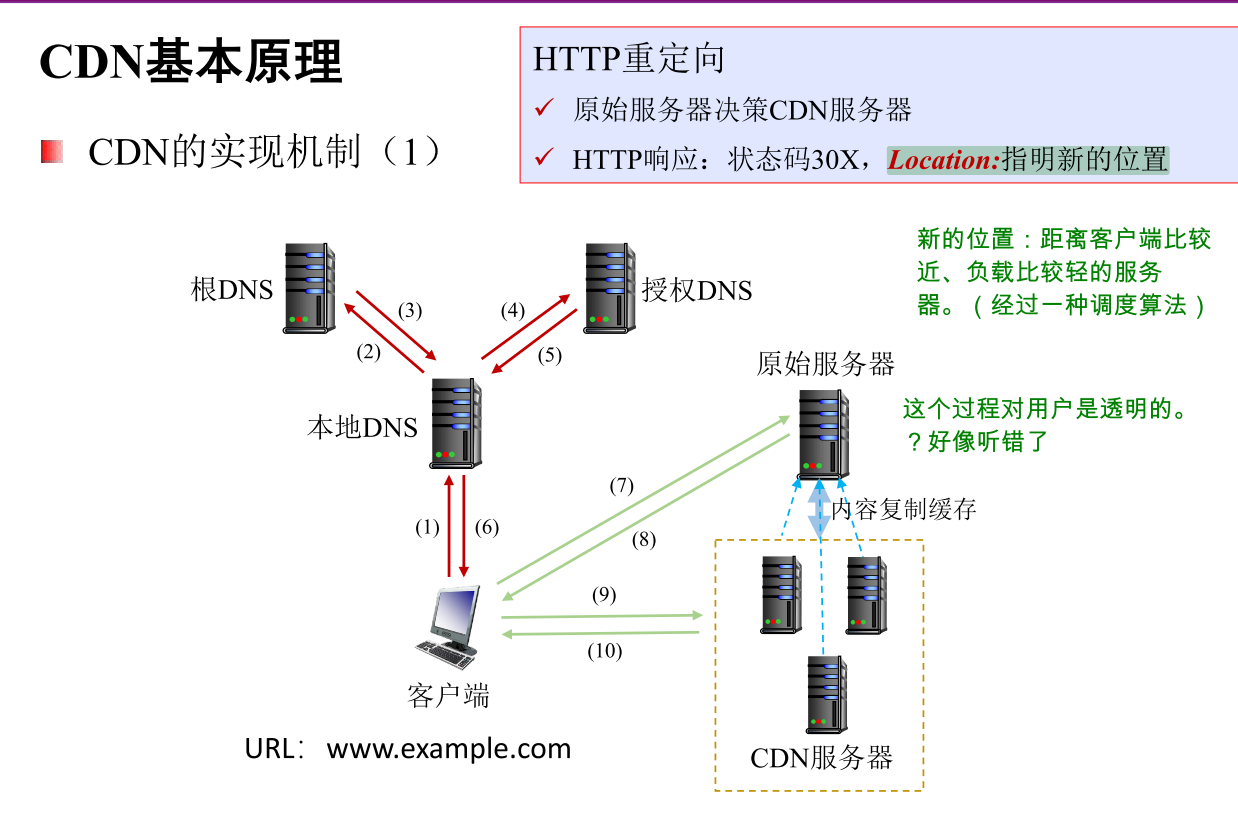 CDN基本原理
CDN的实现机制（1）
HTTP重定向
✓ 原始服务器决策CDN服务器
✓ HTTP响应：状态码30X，Location:指明新的位置
新的位置：距离客户端比较
近、负载比较轻的服务
器。（经过一种调度算法）
根DNS
授权DNS
(3)
(4)
(2)
(5)
原始服务器
本地DNS
这个过程对用户是透明的。
？好像听错了
(7)
内容复制缓存
(1)
(6)
(8)
(9)
(10)
客户端
URL： www.example.com
CDN服务器